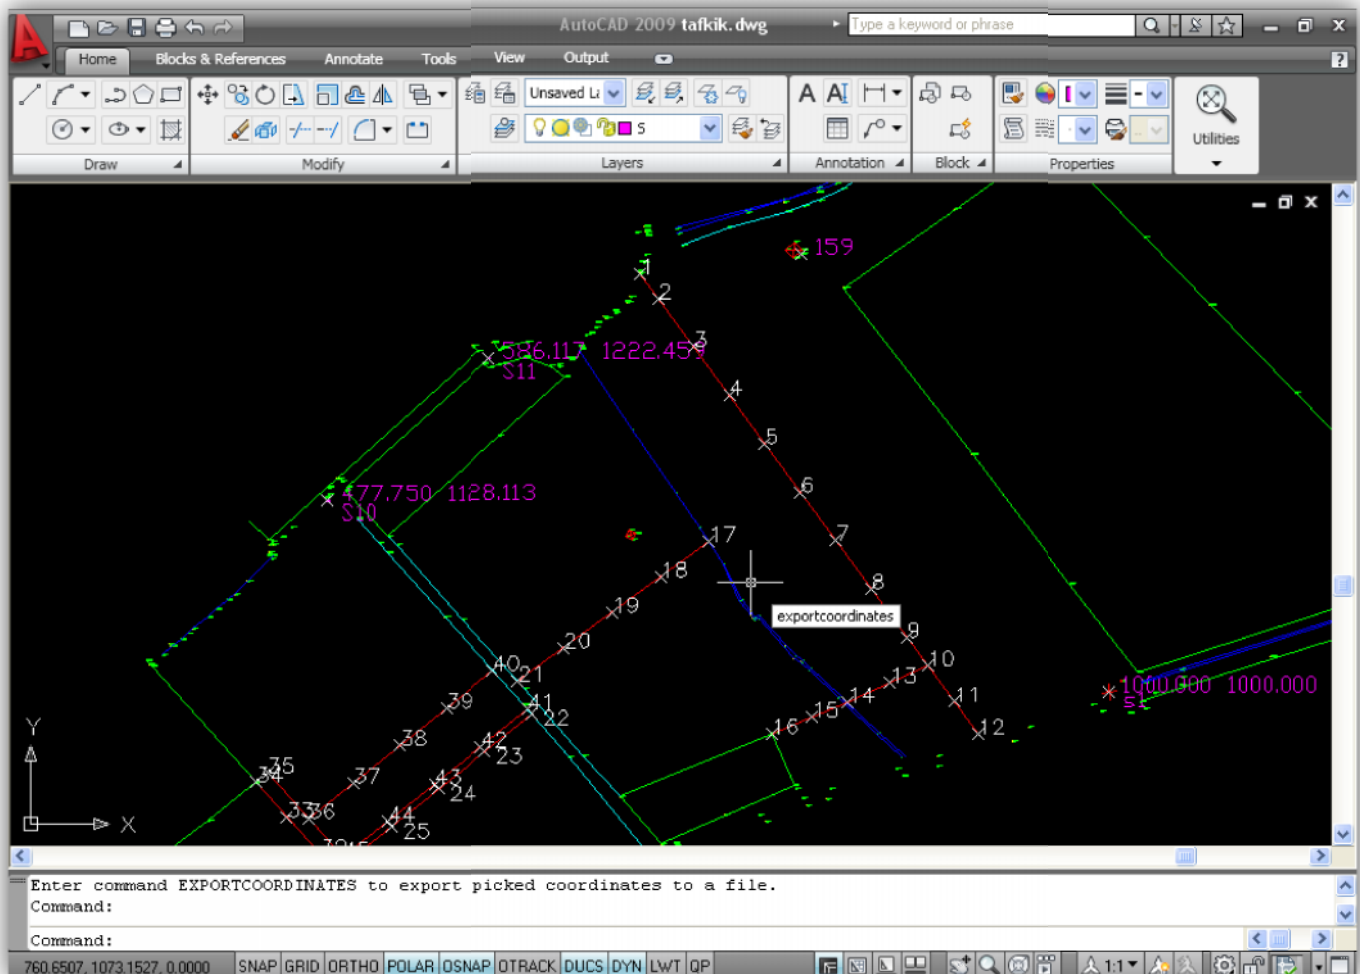 AutoCAD 2009 tafkik.dwg
Type a keyword or phrase
Home Blocks & References Annotate Tools View Output
Unsaved La
S
Utilities
Draw Modify Layers Annotation Block Properties
159
1
2
3
586.117 1222.459
S11
4
5
6
477.750 1128.113
S10
7
17
18
8
19
exportcoordinates
9
20
10
40
21
13
1000.000 1000.000
S1
39
41
22
14
11
15
16
12
38
42
23
35
34
37
43
24
33
36
44
25
Y
X
Enter command EXPORTCOORDINATES to export picked coordinates to a file.
Command:
Command:
760.6507, 1073.1527, 0.0000 SNAP GRID ORTHO POLAR OSNAP OTRACK DUCS DYN LWT QP 1:1